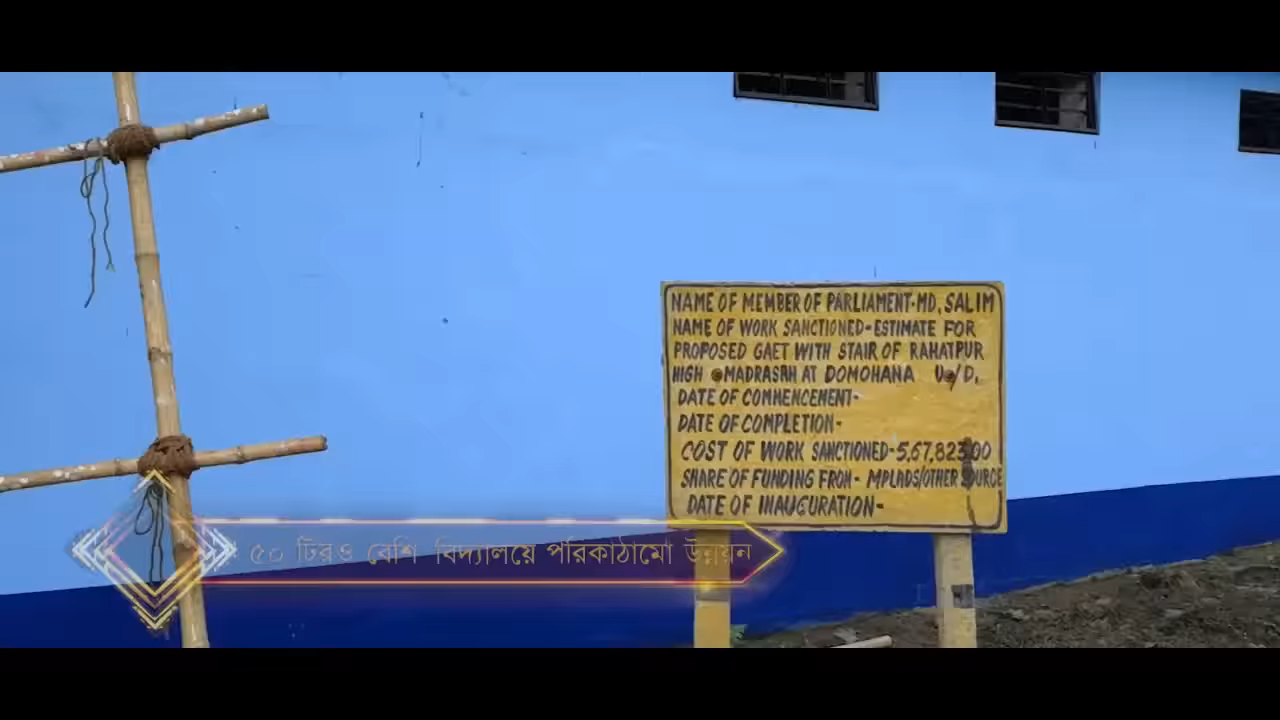 NAME OF MEMBER OF PARLIAMENT-MD, SALIM
NAME OF WORK SANCTIONED-ESTIMATE FOR
PROPOSED GAET WITH STAIR OF RAHATPUR
HIGH MADRASAH AT DOMOHANA U/D,
DATE OF COMMENCEMENT-
DATE OF COMPLETION-
COST OF WORK SANCTIONED-5,67,823,00
SHARE OF FUNDING FROM- MPLADS/OTHER SOURCE
DATE OF INAUGURATION-
৫০ টিরও বেশি বিদ্যালয়ে পরিকাঠামো উন্নয়ন